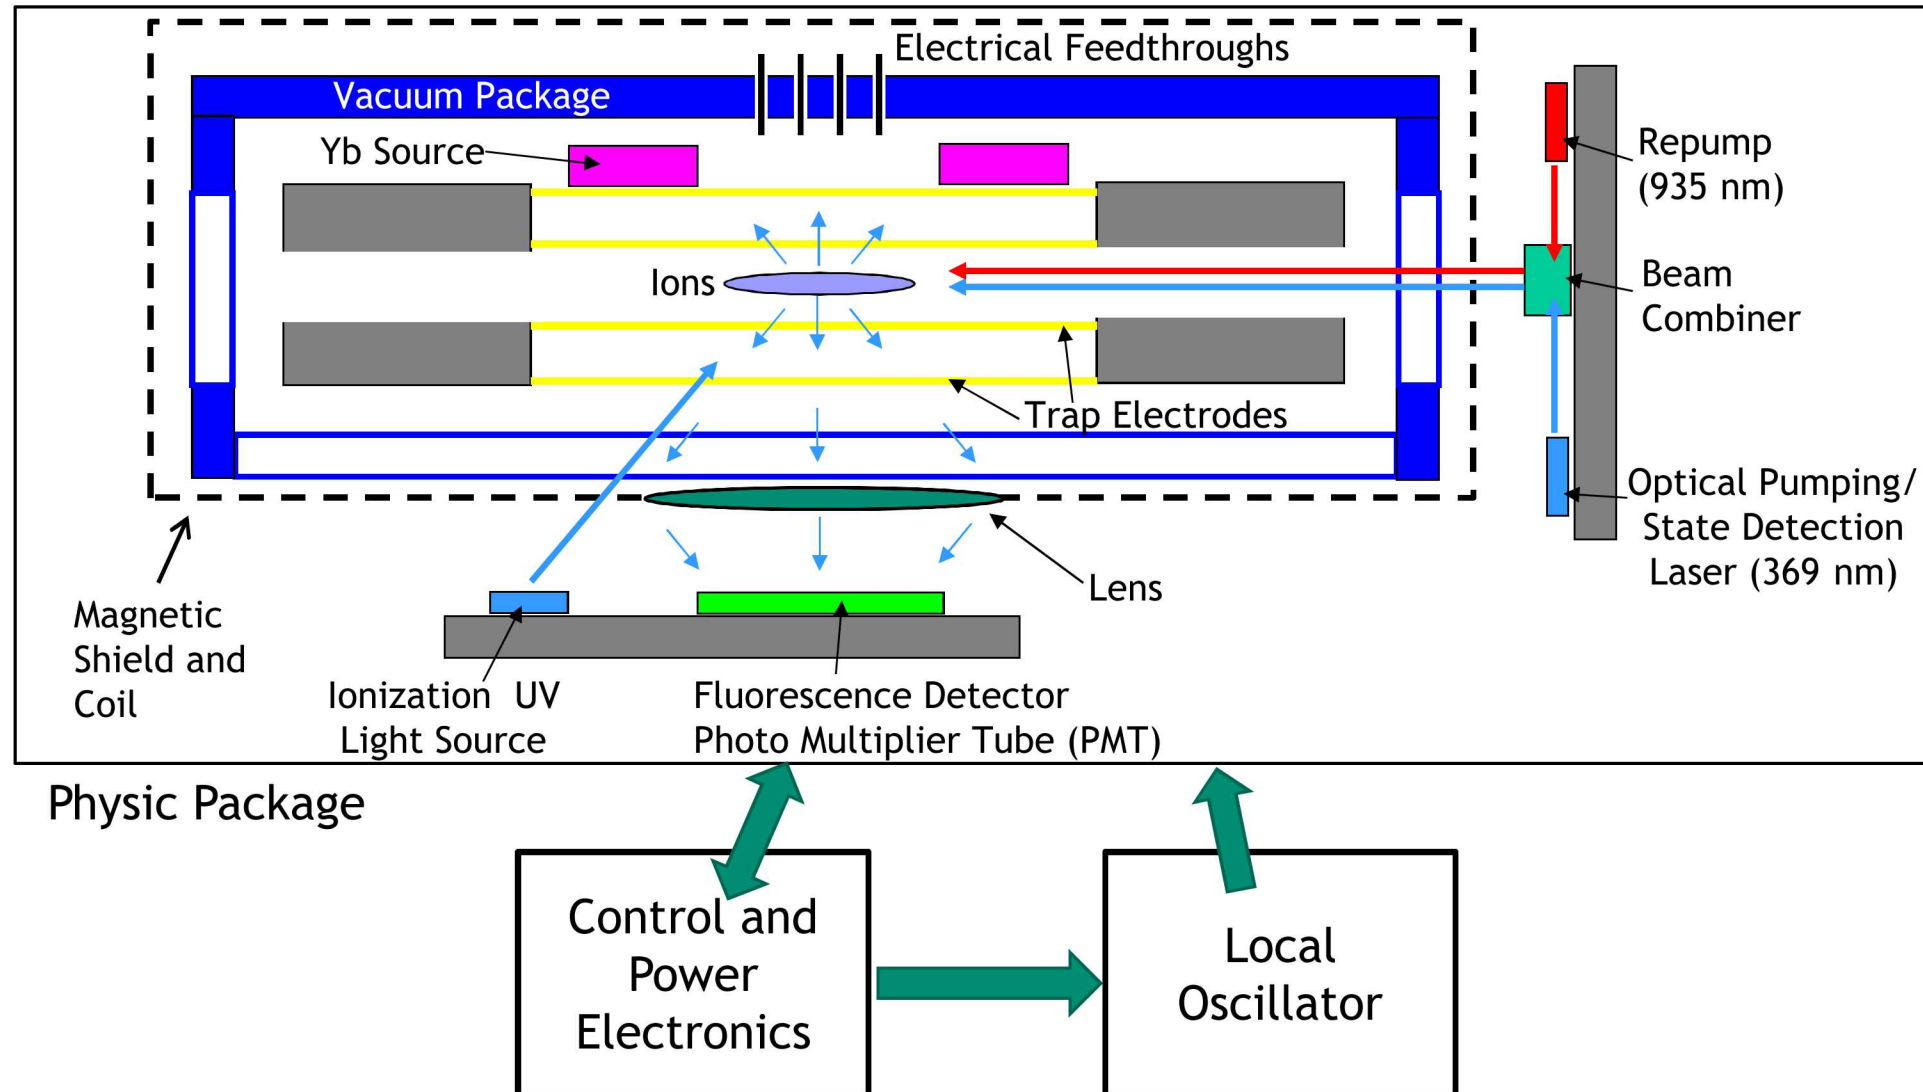 Electrical Feedthroughs
Vacuum Package
Yb Source
Repump
(935 nm)
Ions
Beam
Combiner
Trap Electrodes
Optical Pumping/
State Detection
Laser (369 nm)
Lens
Magnetic
Shield and
Coil
Ionization  UV
Light Source
Fluorescence Detector
Photo Multiplier Tube (PMT)
Physic Package
Control and
Power
Electronics
Local
Oscillator